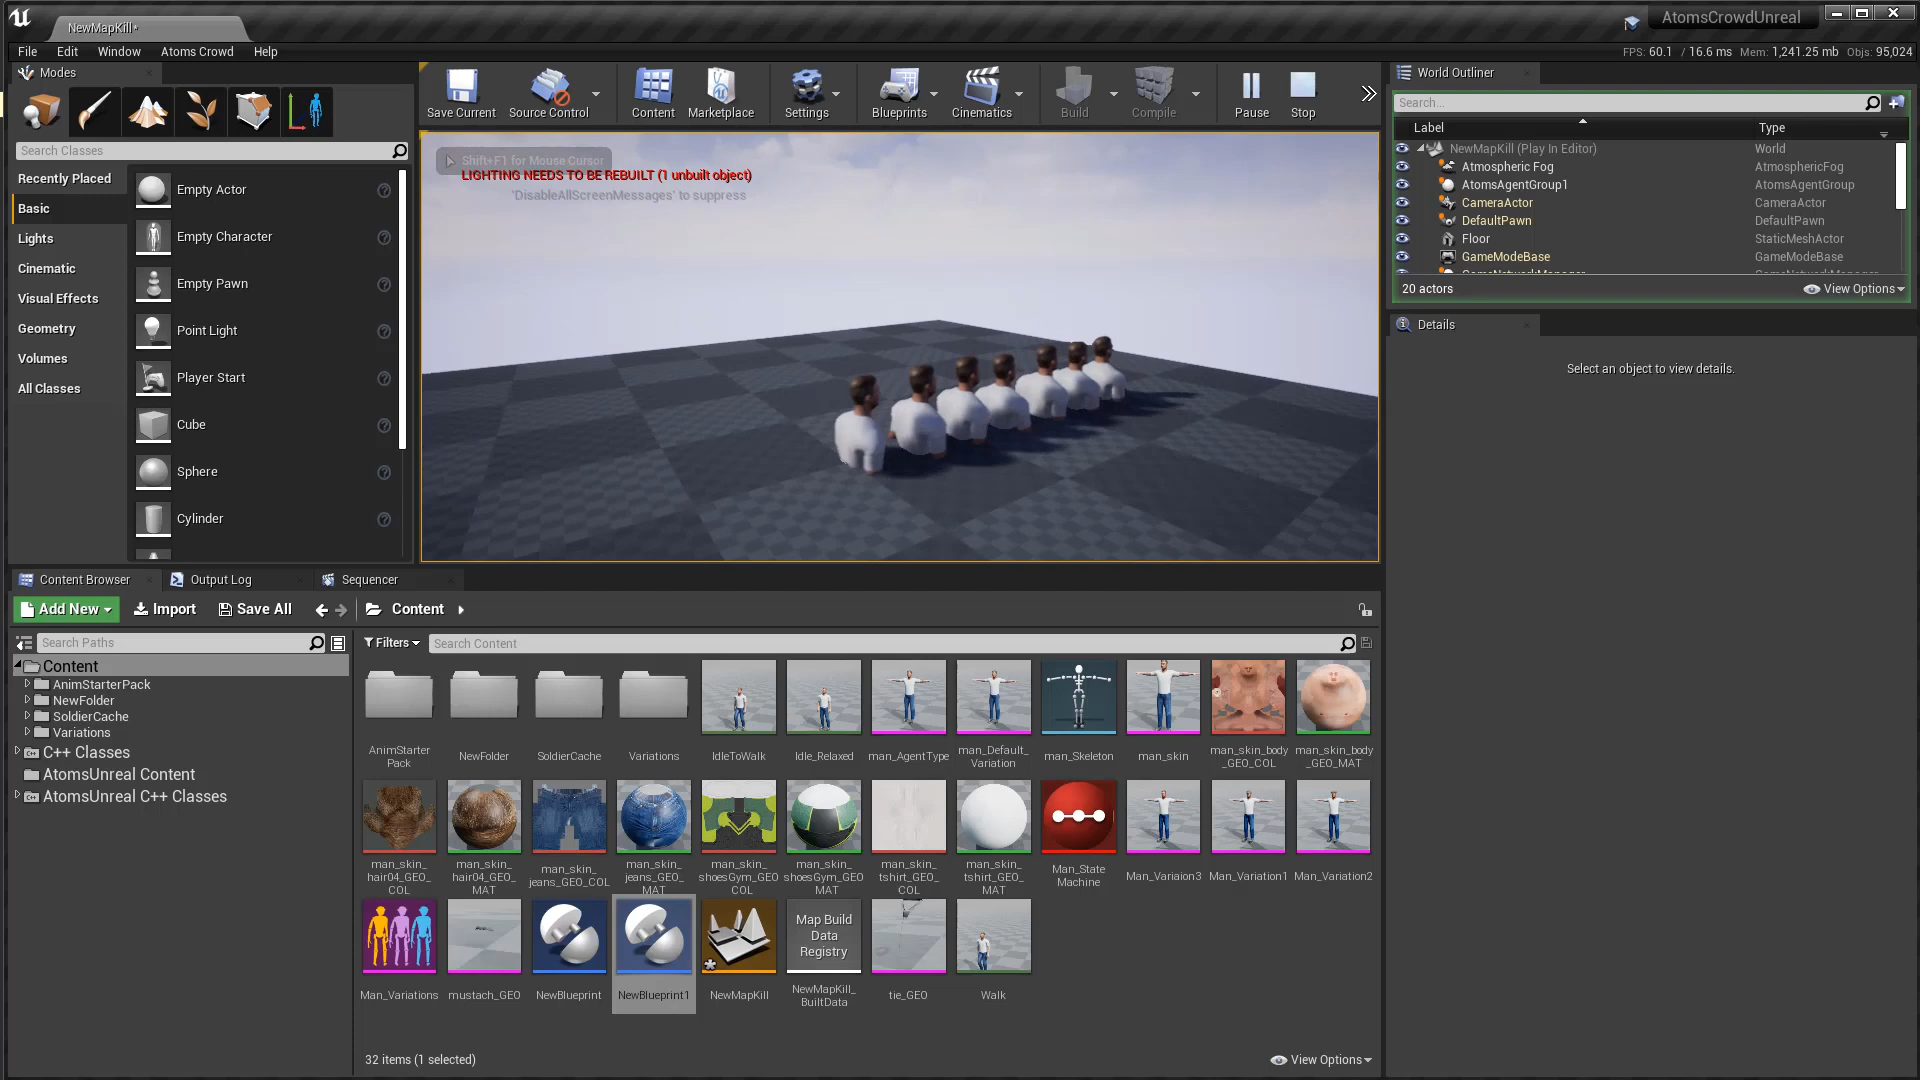 NewMapKill*
AtomsCrowdUnreal
File Edit Window Atoms Crowd Help
FPS: 60.1 / 16.6 ms Mem: 1,241.25 mb Objs: 95,024
Modes
Search Classes
Recently Placed
Basic
Lights
Cinematic
Visual Effects
Geometry
Volumes
All Classes
Empty Actor
Empty Character
Empty Pawn
Point Light
Player Start
Cube
Sphere
Cylinder
Save Current
Source Control
Content
Marketplace
Settings
Blueprints
Cinematics
Build
Compile
Pause
Stop
Shift+F1 for Mouse Cursor
LIGHTING NEEDS TO BE REBUILT (1 unbuilt object)
'DisableAllScreenMessages' to suppress
World Outliner
Search...
Label Type
NewMapKill (Play In Editor) World
Atmospheric Fog AtmosphericFog
AtomsAgentGroup1 AtomsAgentGroup
CameraActor CameraActor
DefaultPawn DefaultPawn
Floor StaticMeshActor
GameModeBase GameModeBase
GameNetworkManager GameNetworkManager
20 actors View Options
Details
Select an object to view details.
Content Browser
Output Log
Sequencer
Add New Import Save All Content
Search Paths
Filters Search Content
Content
AnimStarterPack
NewFolder
SoldierCache
Variations
C++ Classes
AtomsUnreal Content
AtomsUnreal C++ Classes
AnimStarter
Pack
NewFolder
SoldierCache
Variations
IdleToWalk
Idle_Relaxed
man_AgentType
man_Default_
Variation
man_Skeleton
man_skin
man_skin_body
_GEO_COL
man_skin_body
_GEO_MAT
man_skin_
hair04_GEO_
COL
man_skin_
hair04_GEO_
MAT
man_skin_
jeans_GEO_COL
man_skin_
jeans_GEO_
MAT
man_skin_
shoesGym_GEO
COL
man_skin_
shoesGym_GEO
MAT
man_skin_
tshirt_GEO_
COL
man_skin_
tshirt_GEO_
MAT
Man_State
Machine
Man_Variaion3
Man_Variation1
Man_Variation2
Man_Variations
mustach_GEO
NewBlueprint
NewBlueprint1
NewMapKill
Map Build
Data
Registry
NewMapKill_
BuiltData
tie_GEO
Walk
32 items (1 selected)
View Options